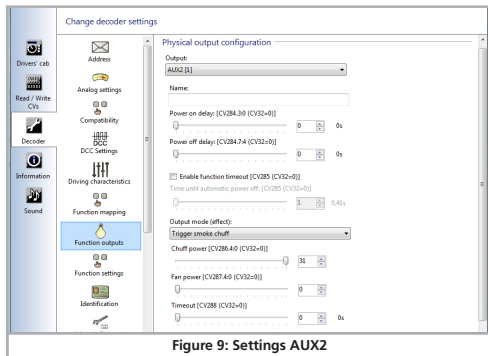 Change decoder settings
Drivers' cab
Read / Write
CVs
Decoder
Information
Sound
Address
Analog settings
Compatibility
DCC
DCC Settings
Driving characteristics
Function mapping
Function outputs
Function settings
Identification
Physical output configuration
Output:
AUX2 [1]
Name:
Power on delay: [CV284.3:0 (CV32=0)]
0 0s
Power off delay: [CV284.7:4 (CV32=0)]
0 0s
Enable function timeout [CV285 (CV32=0)]
Time until automatic power off: [CV285 (CV32=0)]
1 0,41s
Output mode (effect):
Trigger smoke chuff
Chuff power [CV286.4:0 (CV32=0)]
31
Fan power [CV287.4:0 (CV32=0)]
0
Timeout [CV288 (CV32=0)]
0 0s
Figure 9: Settings AUX2